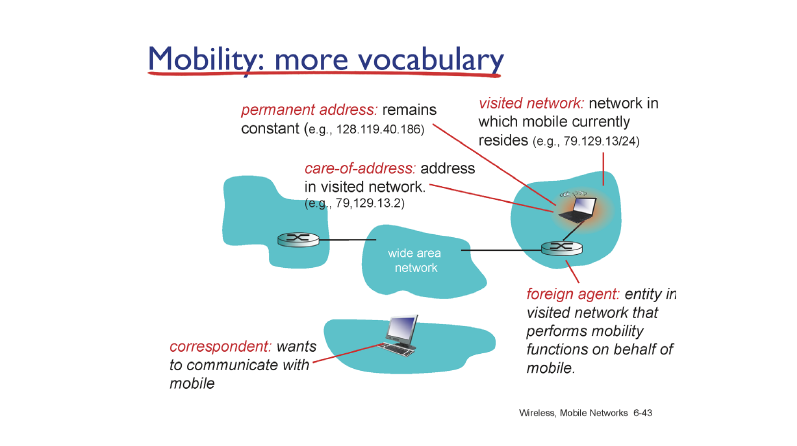 Mobility: more vocabulary
permanent address: remains
constant (e.g., 128.119.40.186)
visited network: network in
which mobile currently
resides (e.g., 79.129.13/24)
care-of-address: address
in visited network.
(e.g., 79,129.13.2)
wide area
network
foreign agent: entity in
visited network that
performs mobility
functions on behalf of
mobile.
correspondent: wants
to communicate with
mobile
Wireless, Mobile Networks 6-43